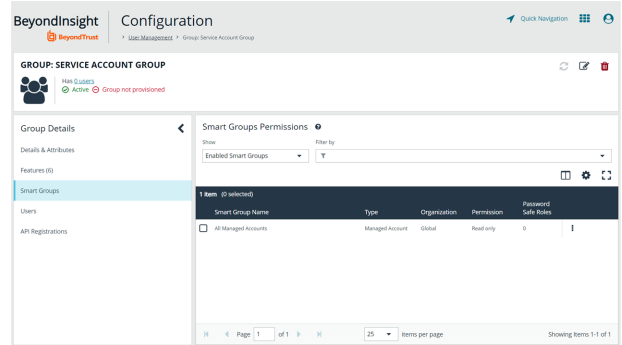 BeyondInsight
BeyondTrust
Configuration
› User Management › Group: Service Account Group
Quick Navigation
GROUP: SERVICE ACCOUNT GROUP
Has 0 users
Active Group not provisioned
Group Details
Details & Attributes
Features (6)
Smart Groups
Users
API Registrations
Smart Groups Permissions
Show
Filter by
Enabled Smart Groups
1 Item (0 selected)
Smart Group Name Type Organization Permission Password Safe Roles
All Managed Accounts Managed Account Global Read only 0
Page 1 of 1 25 items per page Showing Items 1-1 of 1